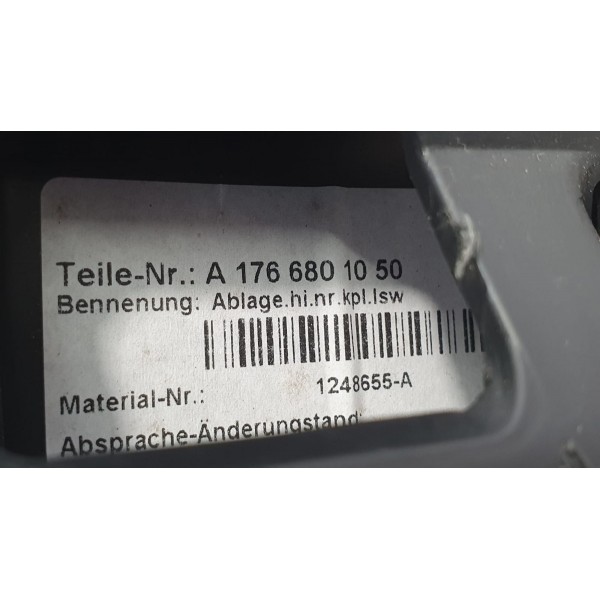 Teile-Nr.: A 176 680 10 50
Bennenung: Ablage.hi.nr.kpl.lsw
Material-Nr.: 1248655-A
Absprache-Änderungstand: